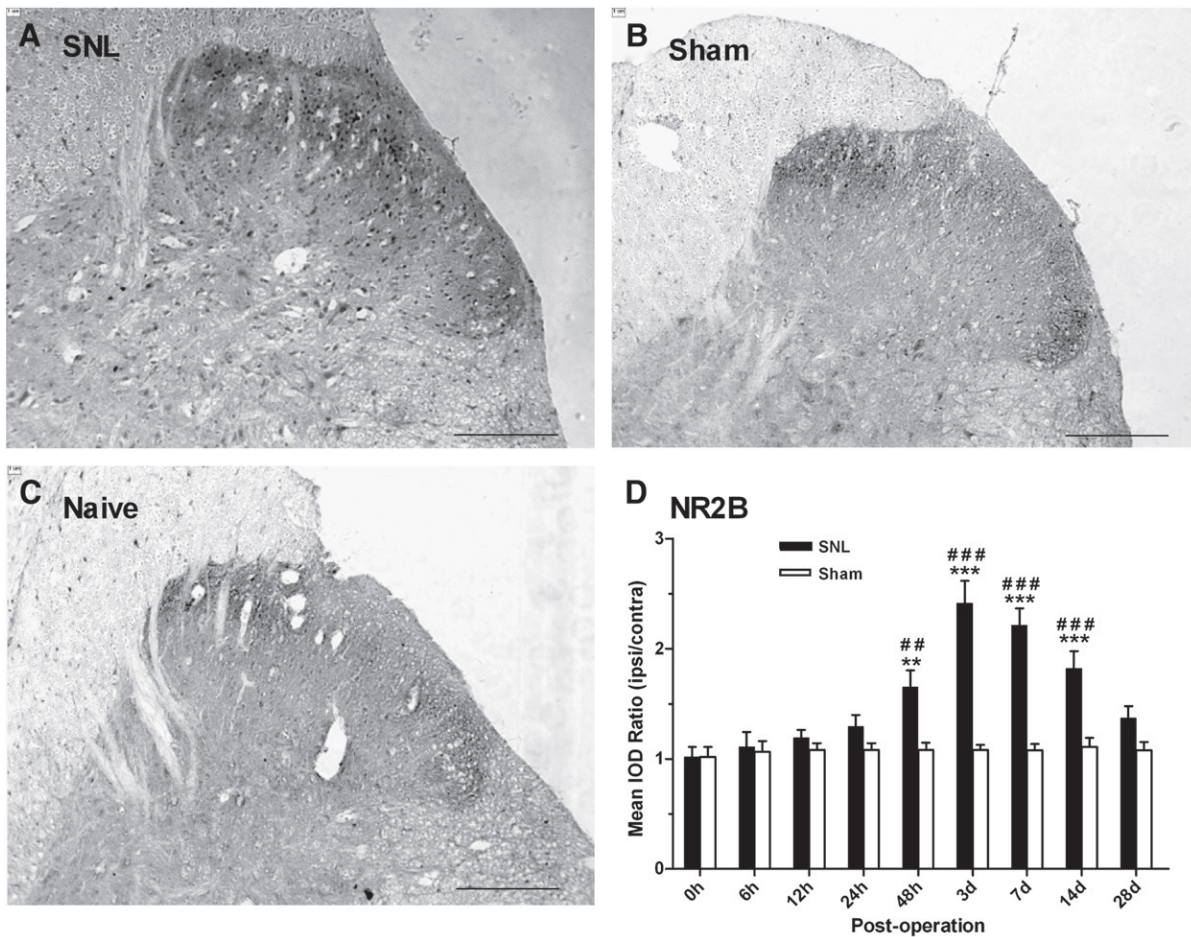 A SNL
B Sham
C Naive
D NR2B
SNL
Sham
Mean IOD Ratio (ipsi/contra)
3
2
1
0
##
**
###
***
###
***
###
***
0h 6h 12h 24h 48h 3d 7d 14d 28d
Post-operation